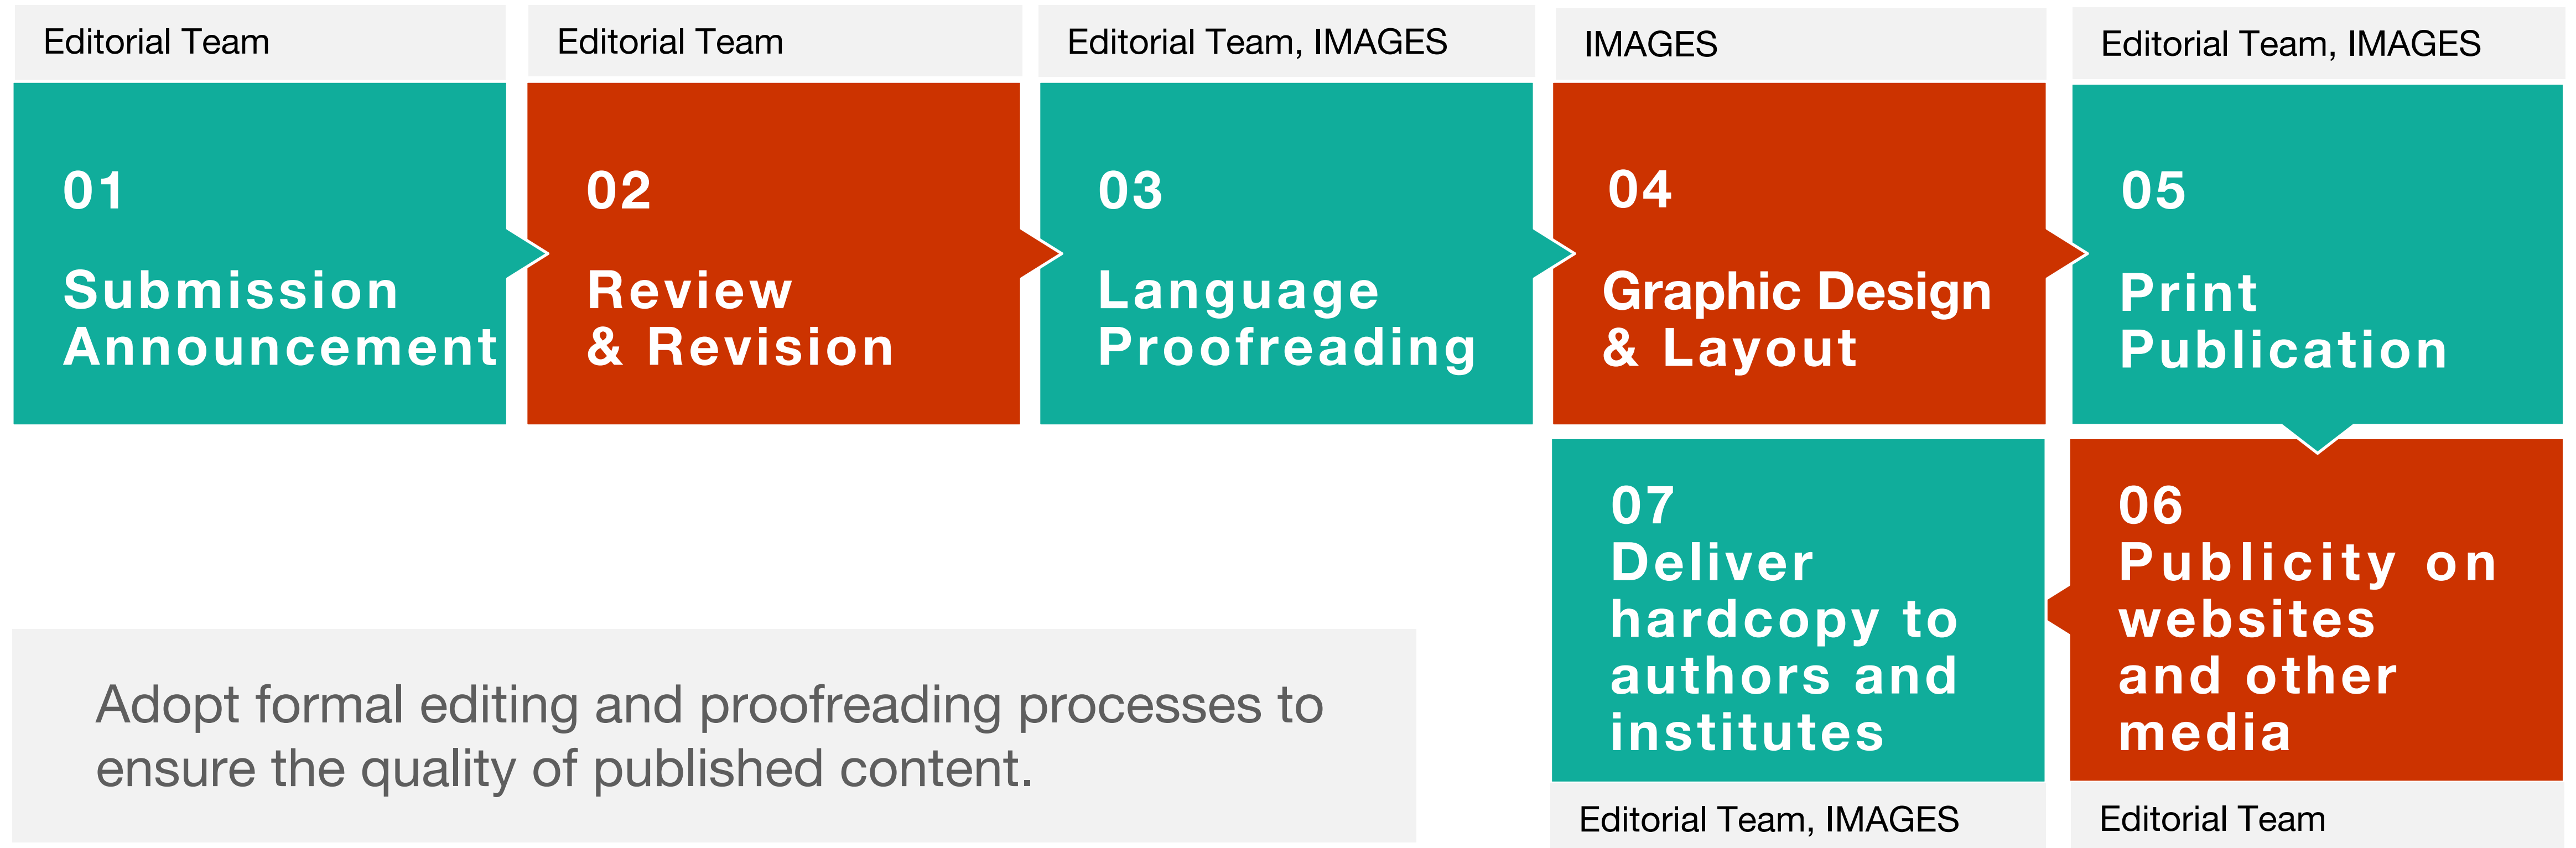 Editorial Team
01
Submission
Announcement
Editorial Team
02
Review
& Revision
Editorial Team, IMAGES
03
Language
Proofreading
IMAGES
04
Graphic Design
& Layout
Editorial Team, IMAGES
05
Print
Publication
06
Publicity on
websites
and other
media
Editorial Team
07
Deliver
hardcopy to
authors and
institutes
Editorial Team, IMAGES
Adopt formal editing and proofreading processes to
ensure the quality of published content.